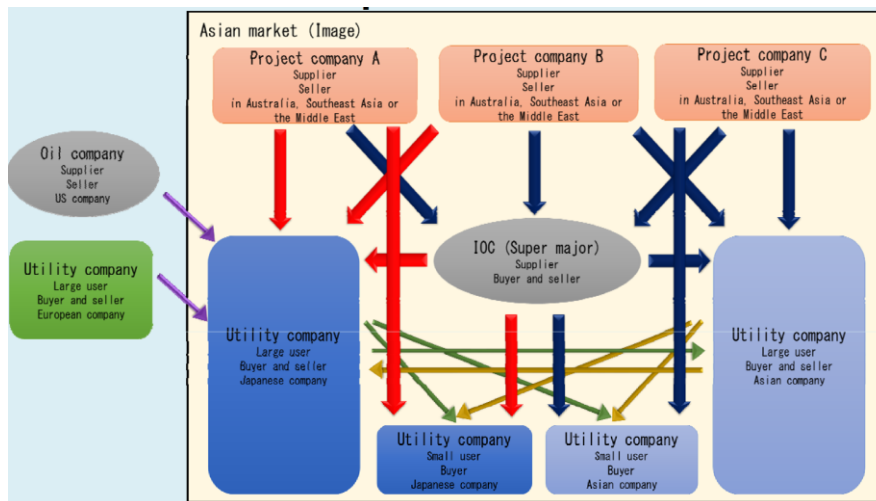 Asian market (Image)
Project company A
Supplier
Seller
in Australia, Southeast Asia or
the Middle East
Project company B
Supplier
Seller
in Australia, Southeast Asia or
the Middle East
Project company C
Supplier
Seller
in Australia, Southeast Asia or
the Middle East
Oil company
Supplier
Seller
US company
Utility company
Large user
Buyer and seller
European company
IOC (Super major)
Supplier
Buyer and seller
Utility company
Large user
Buyer and seller
Japanese company
Utility company
Large user
Buyer and seller
Asian company
Utility company
Small user
Buyer
Japanese company
Utility company
Small user
Buyer
Asian company